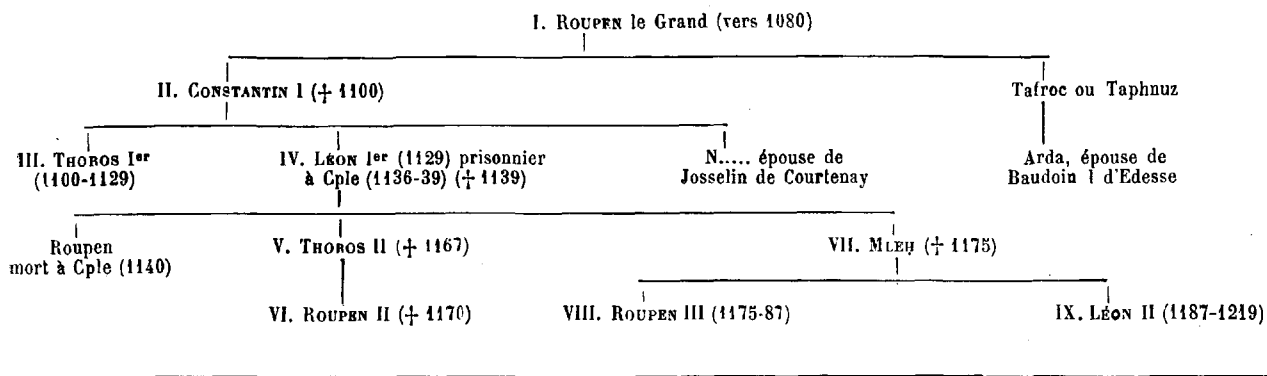 I. ROUPEN le Grand (vers 1080)
II. CONSTANTIN I († 1100)
Tafroc ou Taphnuz
III. THOROS Ier
(1100-1129)
IV. LÉON Ier (1129) prisonnier
à Cple (1136-39) († 1139)
N..... épouse de
Josselin de Courtenay
Arda, épouse de
Baudoin I d'Edesse
Roupen
mort à Cple (1140)
V. THOROS II († 1167)
VII. MLEH († 1175)
VI. ROUPEN II († 1170)
VIII. ROUPEN III (1175-87)
IX. LÉON II (1187-1219)